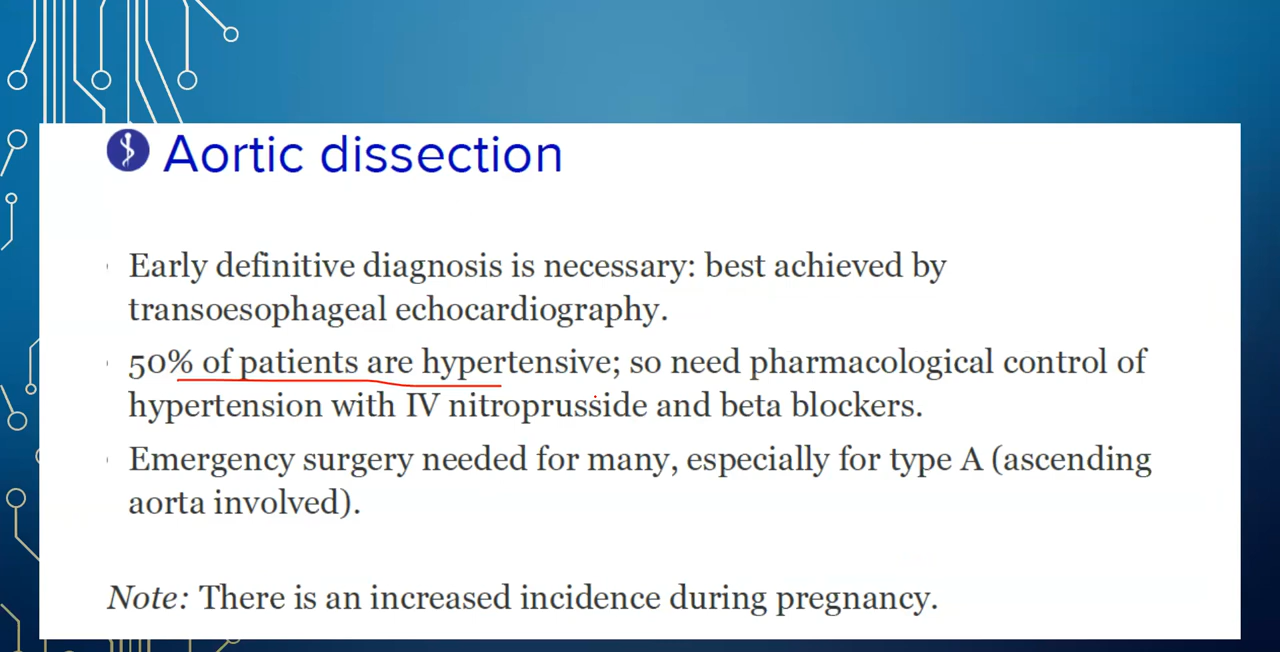 Aortic dissection
Early definitive diagnosis is necessary: best achieved by
transoesophageal echocardiography.
50% of patients are hypertensive; so need pharmacological control of
hypertension with IV nitroprusside and beta blockers.
Emergency surgery needed for many, especially for type A (ascending
aorta involved).
Note: There is an increased incidence during pregnancy.